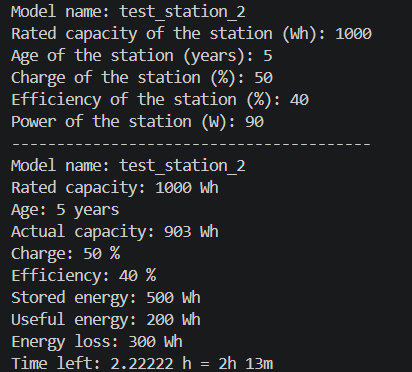 Model name: test_station_2
Rated capacity of the station (Wh): 1000
Age of the station (years): 5
Charge of the station (%): 50
Efficiency of the station (%): 40
Power of the station (W): 90
----------------------------------------
Model name: test_station_2
Rated capacity: 1000 Wh
Age: 5 years
Actual capacity: 903 Wh
Charge: 50 %
Efficiency: 40 %
Stored energy: 500 Wh
Useful energy: 200 Wh
Energy loss: 300 Wh
Time left: 2.22222 h = 2h 13m